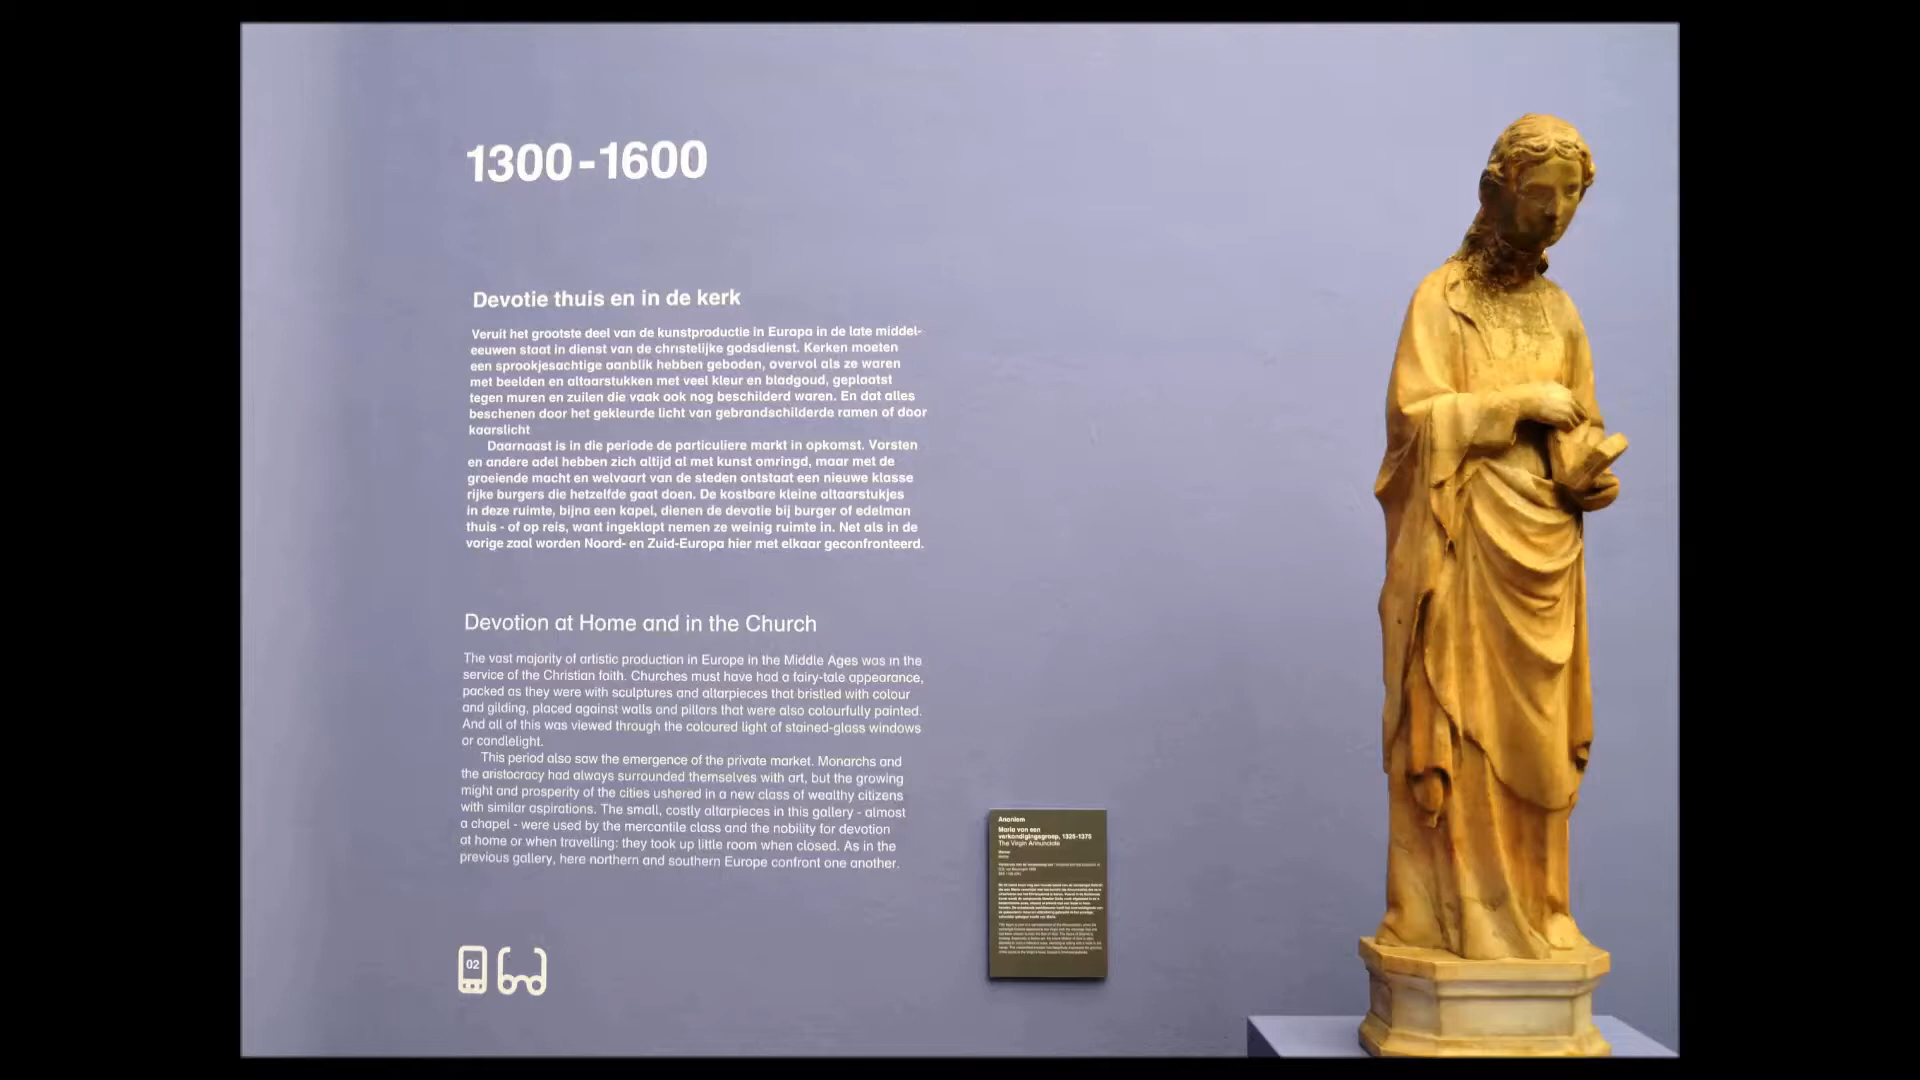 1300-1600
Devotie thuis en in de kerk
Veruit het grootste deel van de kunstproductie in Europa in de late middel-
eeuwen staat in dienst van de christelijke godsdienst. Kerken moeten
een sprookjesachtige aanblik hebben geboden, overvol als ze waren
met beelden en altaarstukken met veel kleur en bladgoud, geplaatst
tegen muren en zuilen die vaak ook nog beschilderd waren. En dat alles
beschenen door het gekleurde licht van gebrandschilderde ramen of door
kaarslicht
Daarnaast is in die periode de particuliere markt in opkomst. Vorsten
en andere adel hebben zich altijd al met kunst omringd, maar met de
groeiende macht en welvaart van de steden ontstaat een nieuwe klasse
rijke burgers die hetzelfde gaat doen. De kostbare kleine altaarstukjes
in deze ruimte, bijna een kapel, dienen de devotie bij burger of edelman
thuis - of op reis, want ingeklapt nemen ze weinig ruimte in. Net als in de
vorige zaal worden Noord- en Zuid-Europa hier met elkaar geconfronteerd.
Devotion at Home and in the Church
The vast majority of artistic production in Europe in the Middle Ages was in the
service of the Christian faith. Churches must have had a fairy-tale appearance,
packed as they were with sculptures and altarpieces that bristled with colour
and gilding, placed against walls and pillars that were also colourfully painted.
And all of this was viewed through the coloured light of stained-glass windows
or candlelight.
This period also saw the emergence of the private market. Monarchs and
the aristocracy had always surrounded themselves with art, but the growing
might and prosperity of the cities ushered in a new class of wealthy citizens
with similar aspirations. The small, costly altarpieces in this gallery - almost
a chapel - were used by the mercantile class and the nobility for devotion
at home or when travelling: they took up little room when closed. As in the
previous gallery, here northern and southern Europe confront one another.
02
Anoniem
Maria van een
verkondigingsgroep, 1325-1375
The Virgin Annunciate